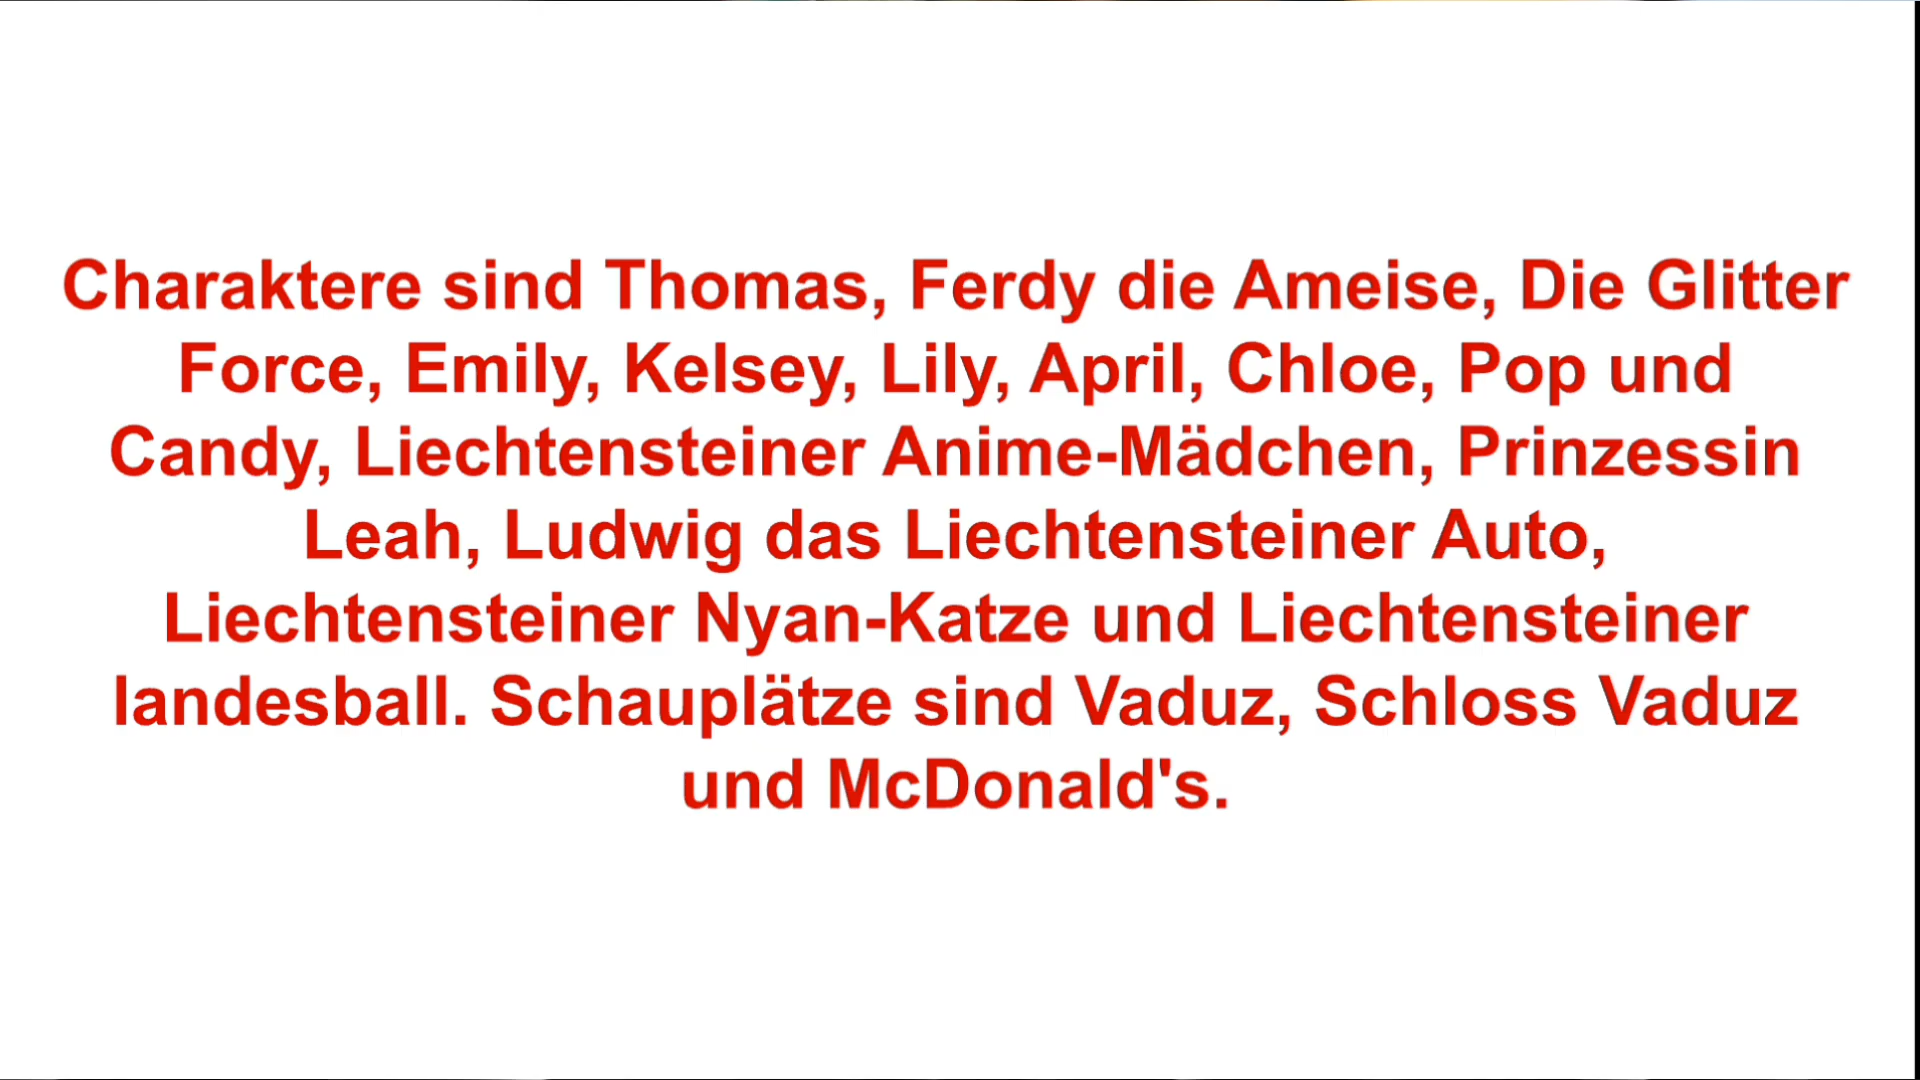 Charaktere sind Thomas, Ferdy die Ameise, Die Glitter
Force, Emily, Kelsey, Lily, April, Chloe, Pop und
Candy, Liechtensteiner Anime-Mädchen, Prinzessin
Leah, Ludwig das Liechtensteiner Auto,
Liechtensteiner Nyan-Katze und Liechtensteiner
landesball. Schauplätze sind Vaduz, Schloss Vaduz
und McDonald's.